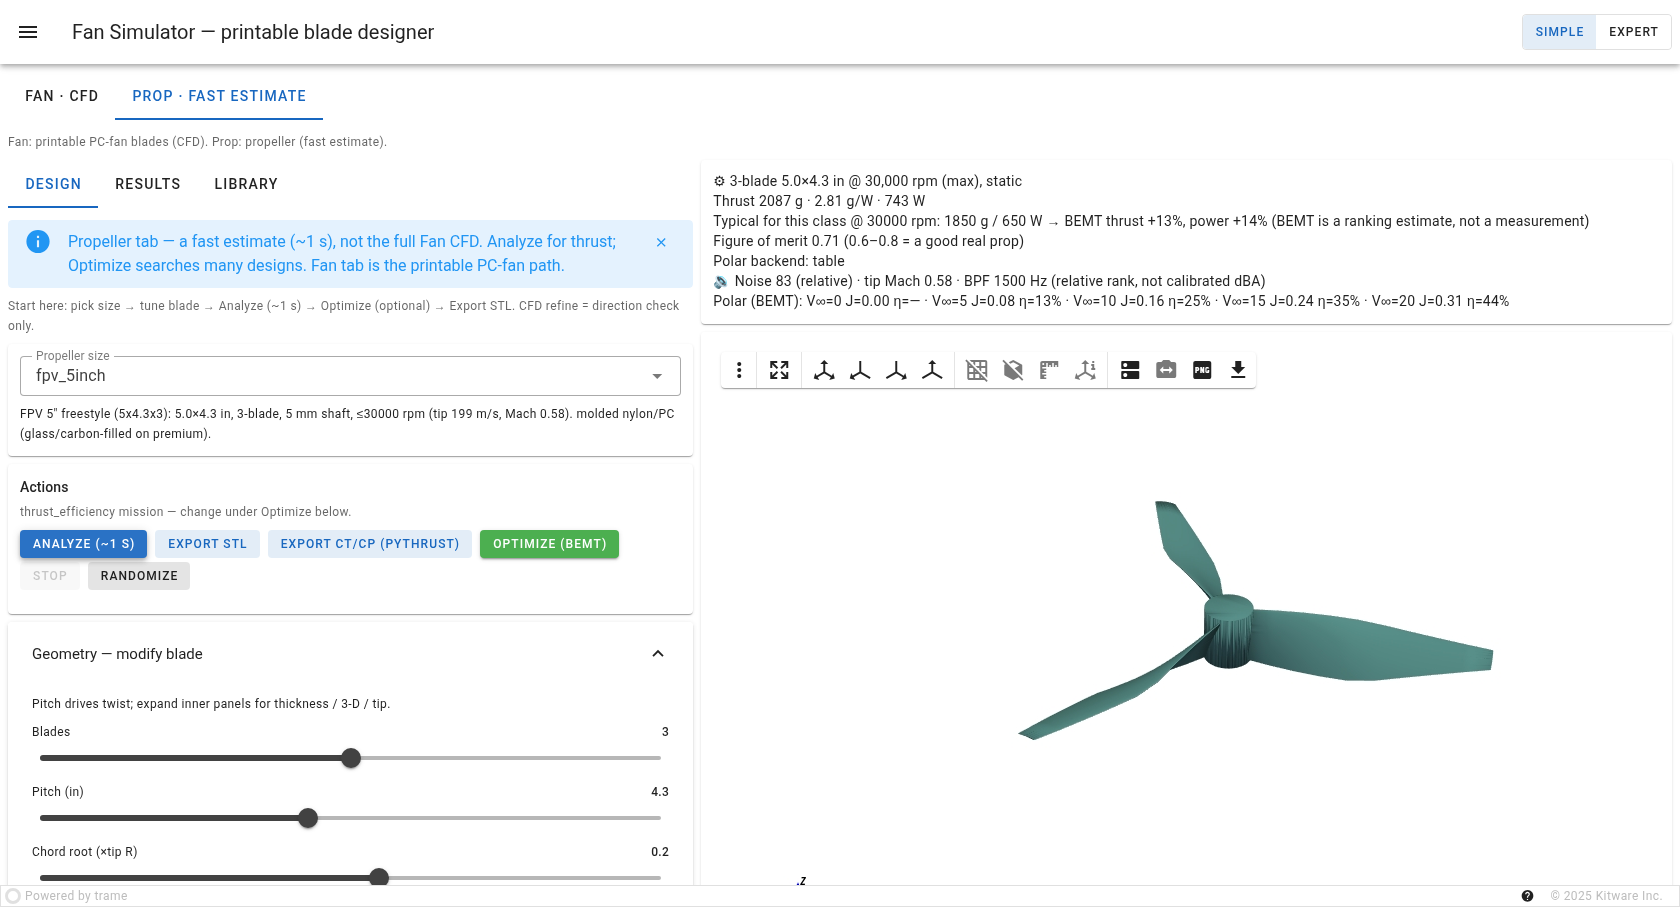 Fan Simulator — printable blade designer
SIMPLE
EXPERT
FAN · CFD
PROP · FAST ESTIMATE
Fan: printable PC-fan blades (CFD). Prop: propeller (fast estimate).
DESIGN
RESULTS
LIBRARY
Propeller tab — a fast estimate (~1 s), not the full Fan CFD. Analyze for thrust;
Optimize searches many designs. Fan tab is the printable PC-fan path.
Start here: pick size → tune blade → Analyze (~1 s) → Optimize (optional) → Export STL. CFD refine = direction check
only.
Propeller size
fpv_5inch
FPV 5" freestyle (5x4.3x3): 5.0×4.3 in, 3-blade, 5 mm shaft, ≤30000 rpm (tip 199 m/s, Mach 0.58). molded nylon/PC
(glass/carbon-filled on premium).
Actions
thrust_efficiency mission — change under Optimize below.
ANALYZE (~1 S)
EXPORT STL
EXPORT CT/CP (PYTHRUST)
OPTIMIZE (BEMT)
STOP
RANDOMIZE
Geometry — modify blade
Pitch drives twist; expand inner panels for thickness / 3-D / tip.
Blades
3
Pitch (in)
4.3
Chord root (×tip R)
0.2
⚙ 3-blade 5.0×4.3 in @ 30,000 rpm (max), static
Thrust 2087 g · 2.81 g/W · 743 W
Typical for this class @ 30000 rpm: 1850 g / 650 W → BEMT thrust +13%, power +14% (BEMT is a ranking estimate, not a measurement)
Figure of merit 0.71 (0.6–0.8 = a good real prop)
Polar backend: table
🔊 Noise 83 (relative) · tip Mach 0.58 · BPF 1500 Hz (relative rank, not calibrated dBA)
Polar (BEMT): V∞=0 J=0.00 η=— · V∞=5 J=0.08 η=13% · V∞=10 J=0.16 η=25% · V∞=15 J=0.24 η=35% · V∞=20 J=0.31 η=44%
PNG
Z
Powered by trame
© 2025 Kitware Inc.